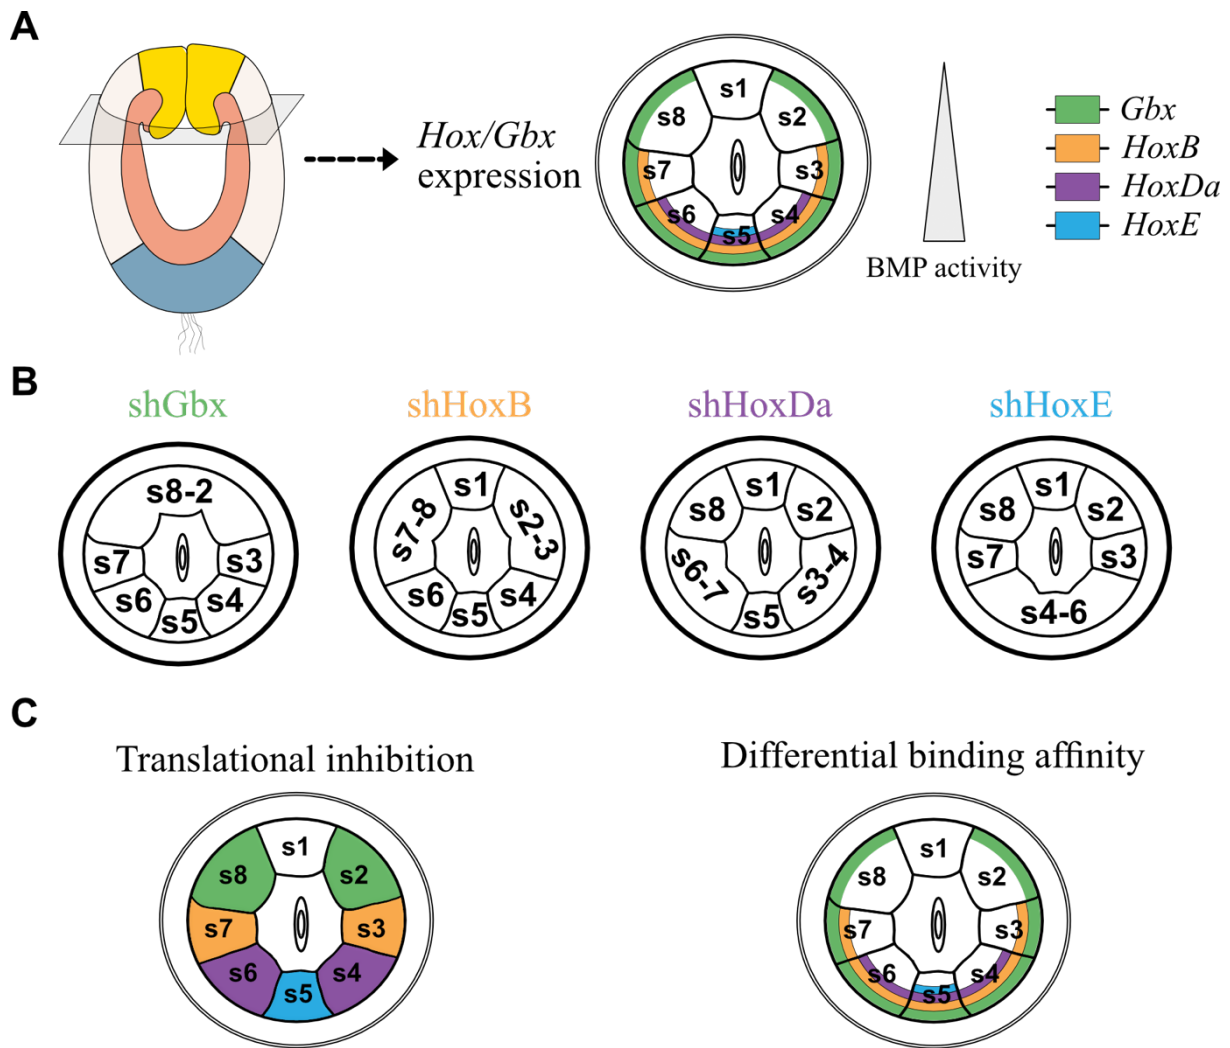 A
Hox/Gbx
expression
s1
s8
s2
s7
s3
s6
s4
s5
BMP activity
Gbx
HoxB
HoxDa
HoxE
B
shGbx
shHoxB
shHoxDa
shHoxE
s8-2
s7
s3
s6
s4
s5
s1
s7-8
s2-3
s6
s4
s5
s1
s8
s2
s6-7
s3-4
s5
s1
s8
s2
s7
s3
s4-6
C
Translational inhibition
Differential binding affinity
s1
s8
s2
s7
s3
s6
s4
s5
s1
s8
s2
s7
s3
s6
s4
s5